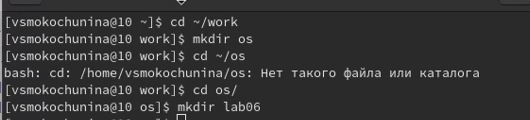 [vsmokochunina@10 ~]$ cd ~/work
[vsmokochunina@10 work]$ mkdir os
[vsmokochunina@10 work]$ cd ~/os
bash: cd: /home/vsmokochunina/os: Нет такого файла или каталога
[vsmokochunina@10 work]$ cd os/
[vsmokochunina@10 os]$ mkdir lab06